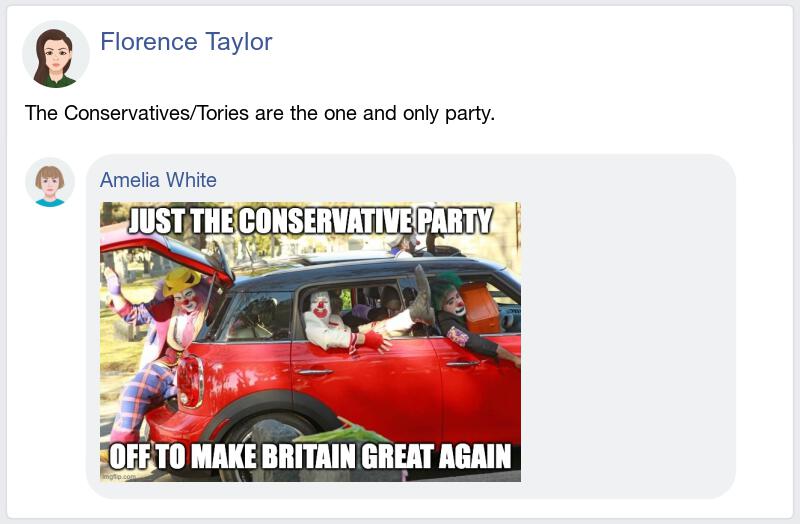 Florence Taylor
The Conservatives/Tories are the one and only party.
Amelia White
JUST THE CONSERVATIVE PARTY
OFF TO MAKE BRITAIN GREAT AGAIN
imgflip.com